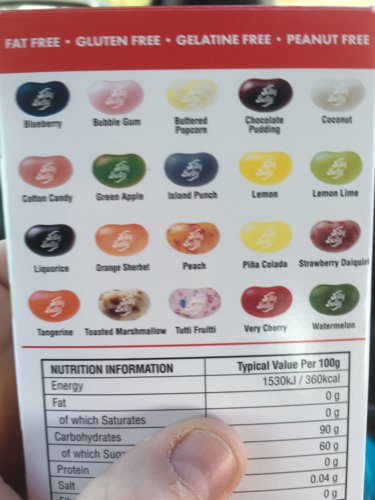 FAT FREE • GLUTEN FREE • GELATINE FREE • PEANUT FREE
Blueberry Bubble Gum Buttered Popcorn Chocolate Pudding Coconut
Cotton Candy Green Apple Island Punch Lemon Lemon Lime
Liquorice Orange Sherbet Peach Piña Colada Strawberry Daiquiri
Tangerine Toasted Marshmallow Tutti Fruitti Very Cherry Watermelon
NUTRITION INFORMATION Typical Value Per 100g
Energy 1530kJ / 360kcal
Fat 0 g
of which Saturates 0 g
Carbohydrates 90 g
of which 60 g
Protein 0 g
Salt 0.04 g
0 g